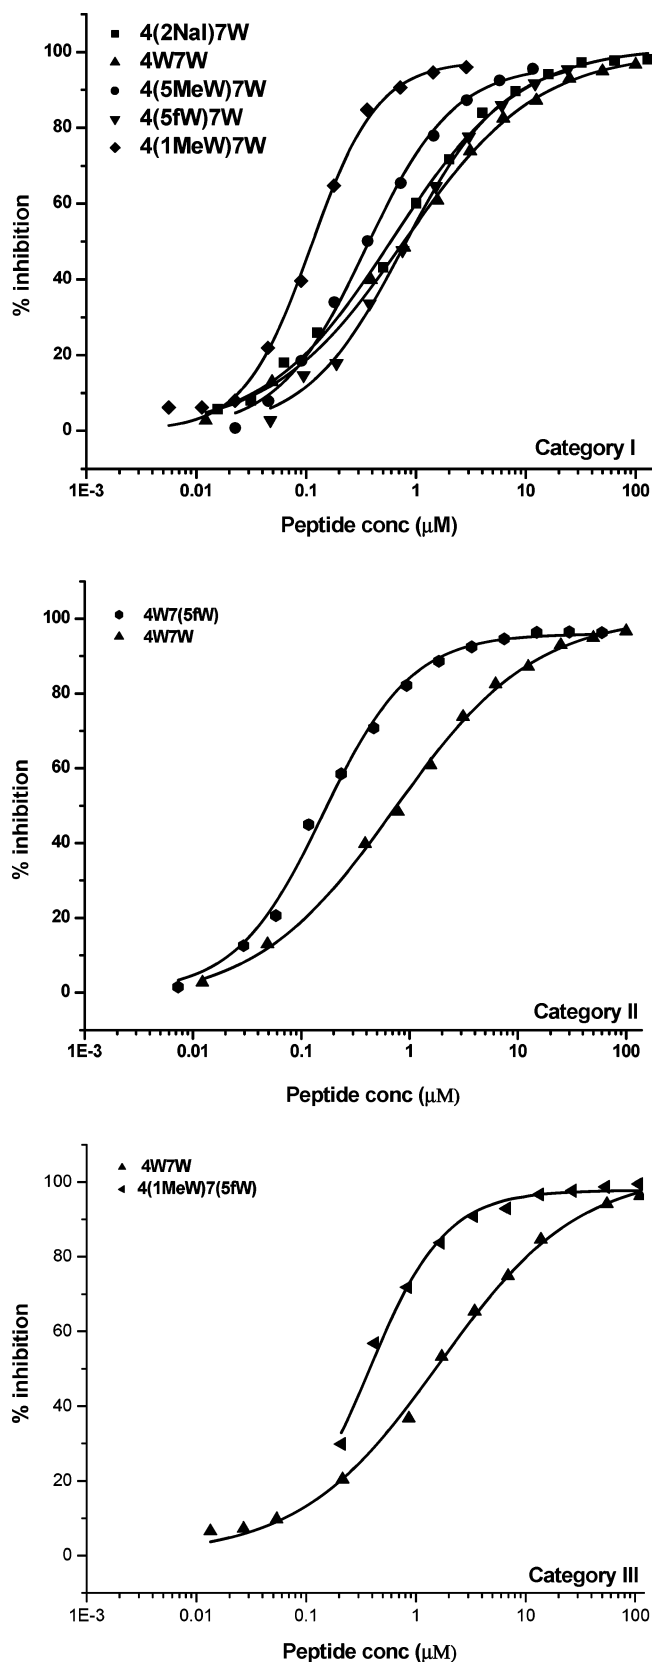 4(2Nal)7W
4W7W
4(5MeW)7W
4(5fW)7W
4(1MeW)7W
100
80
60
40
20
0
% inhibition
Category I
1E-3 0.01 0.1 1 10 100
Peptide conc (μM)
4W7(5fW)
4W7W
100
80
60
40
20
0
% inhibition
Category II
1E-3 0.01 0.1 1 10 100
Peptide conc (μM)
4W7W
4(1MeW)7(5fW)
100
80
60
40
20
0
% inhibition
Category III
1E-3 0.01 0.1 1 10 100
Peptide conc (μM)